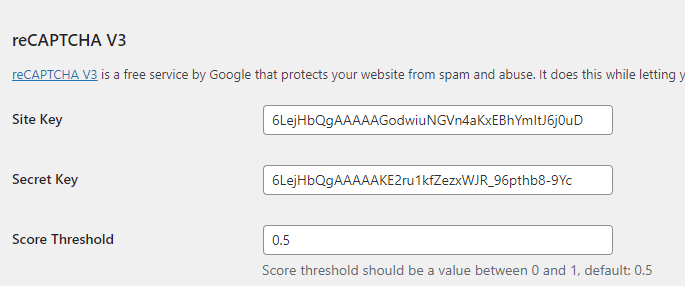 reCAPTCHA V3
reCAPTCHA V3 is a free service by Google that protects your website from spam and abuse. It does this while letting y
Site Key
6LejHbQgAAAAAGodwiuNGVn4aKxEBhYmItJ6j0uD
Secret Key
6LejHbQgAAAAAKE2ru1kfZezxWJR_96pthb8-9Yc
Score Threshold
0.5
Score threshold should be a value between 0 and 1, default: 0.5